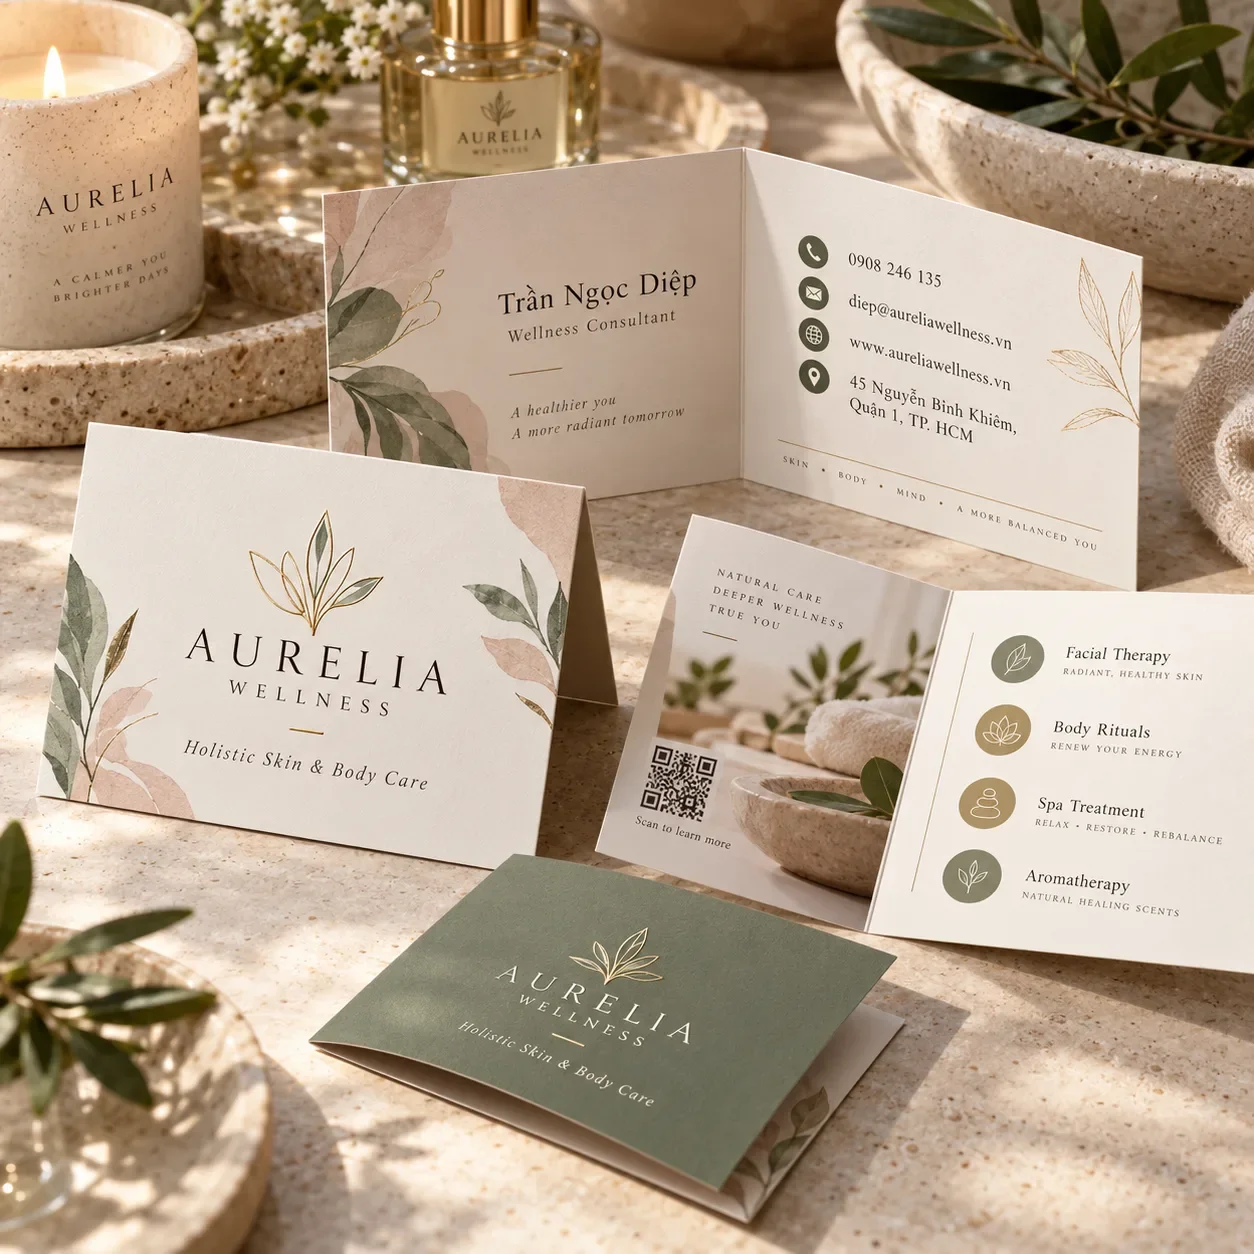 AURELIA
WELLNESS
A CALMER YOU
BRIGHTER DAYS
AURELIA
WELLNESS
Trần Ngọc Diệp
Wellness Consultant
A healthier you
A more radiant tomorrow
0908 246 135
diep@aureliawellness.vn
www.aureliawellness.vn
45 Nguyễn Bỉnh Khiêm,
Quận 1, TP. HCM
SKIN • BODY • MIND • A MORE BALANCED YOU
AURELIA
WELLNESS
Holistic Skin & Body Care
NATURAL CARE
DEEPER WELLNESS
TRUE YOU
Scan to learn more
Facial Therapy
RADIANT, HEALTHY SKIN
Body Rituals
RENEW YOUR ENERGY
Spa Treatment
RELAX • RESTORE • REBALANCE
Aromatherapy
NATURAL HEALING SCENTS
AURELIA
WELLNESS
Holistic Skin & Body Care